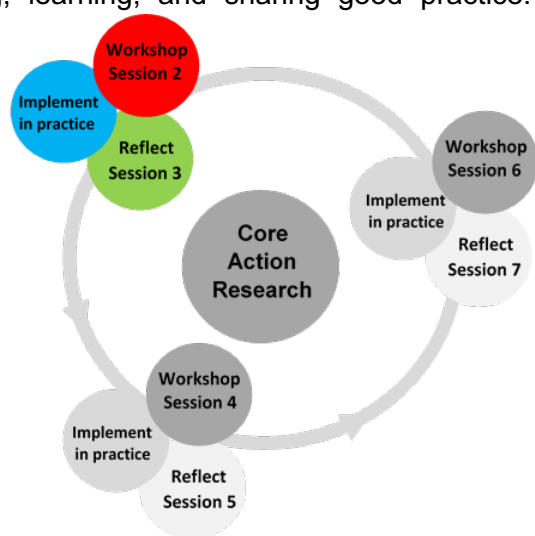 learning, and sharing good practice.
Workshop
Session 2
Implement
in practice
Reflect
Session 3
Workshop
Session 6
Implement
in practice
Reflect
Session 7
Core
Action
Research
Workshop
Session 4
Implement
in practice
Reflect
Session 5